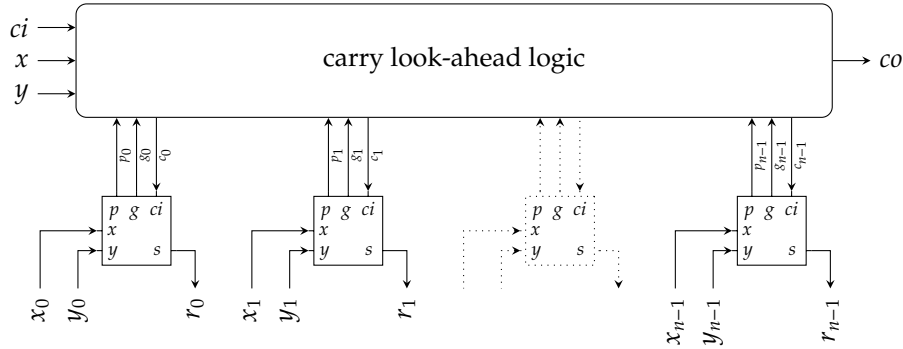 ci
x carry look-ahead logic co
y
p₀ g₀ c₀ p₁ g₁ c₁ pₙ₋₁ gₙ₋₁ cₙ₋₁
p g ci p g ci p g ci p g ci
x x x x
y s y s y s y s
x₀ y₀ r₀ x₁ y₁ r₁ xₙ₋₁ yₙ₋₁ rₙ₋₁